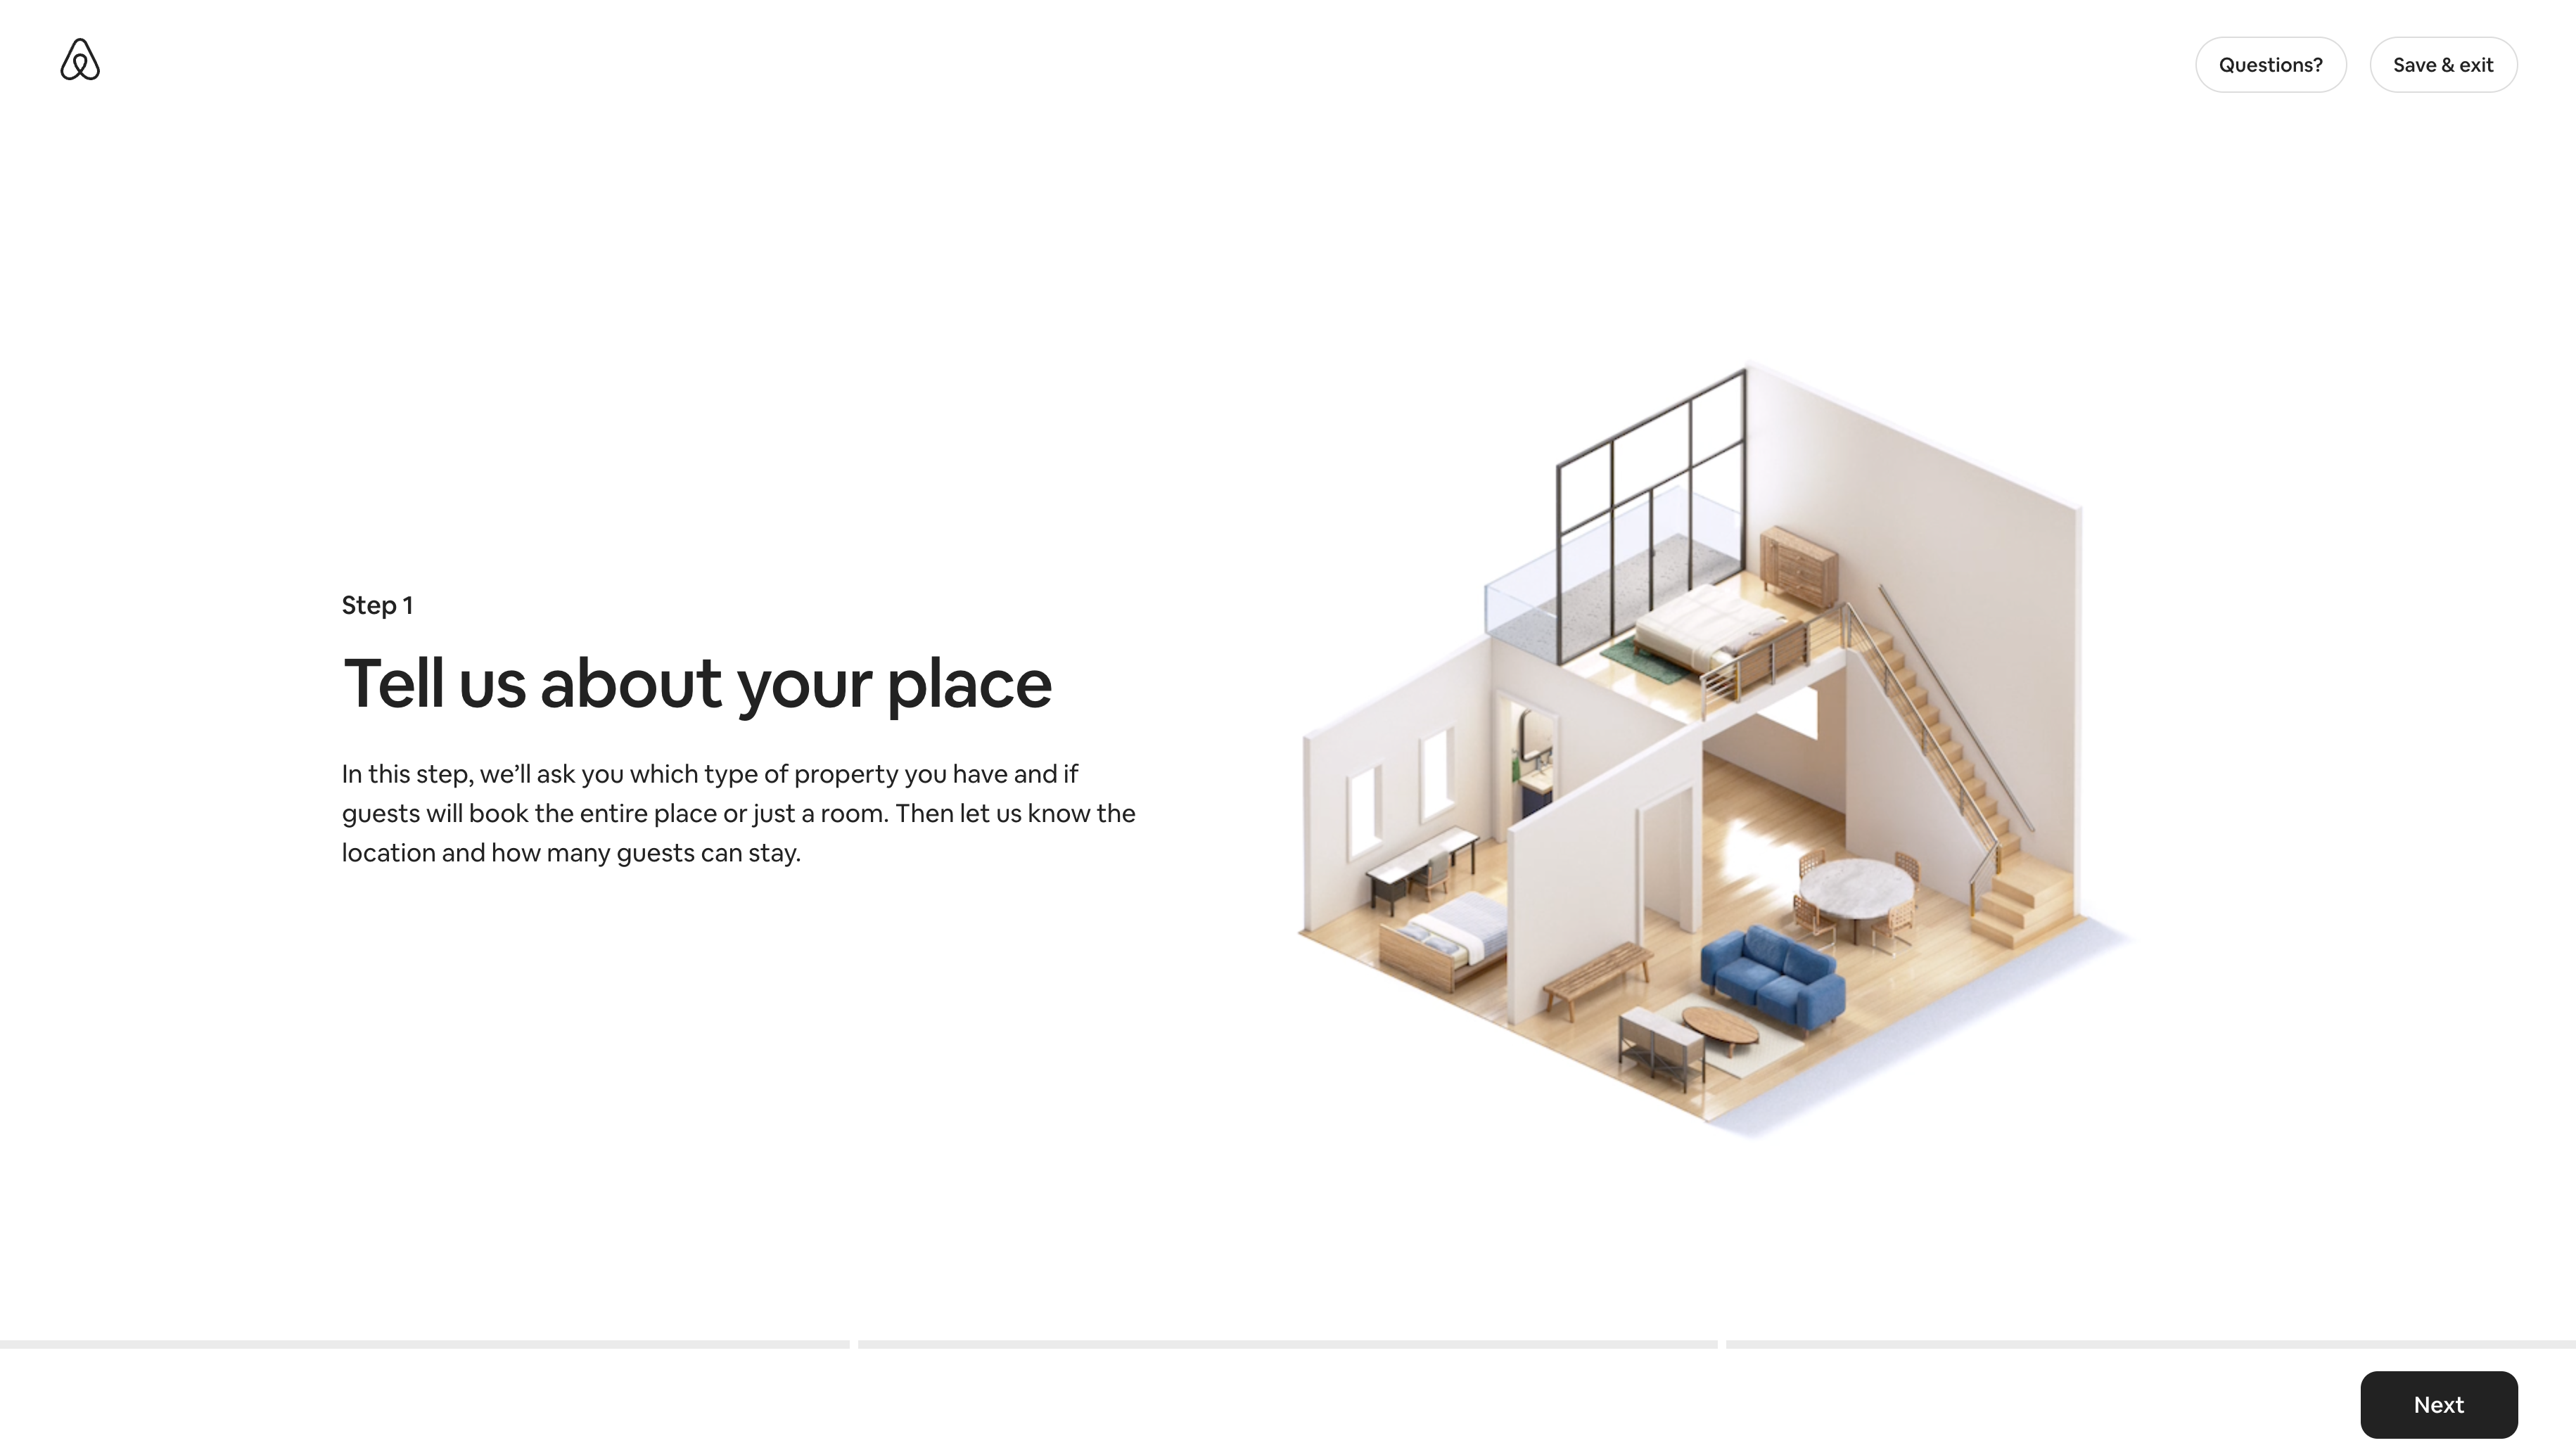 Questions?
Save & exit
Step 1
Tell us about your place
In this step, we’ll ask you which type of property you have and if
guests will book the entire place or just a room. Then let us know the
location and how many guests can stay.
Next